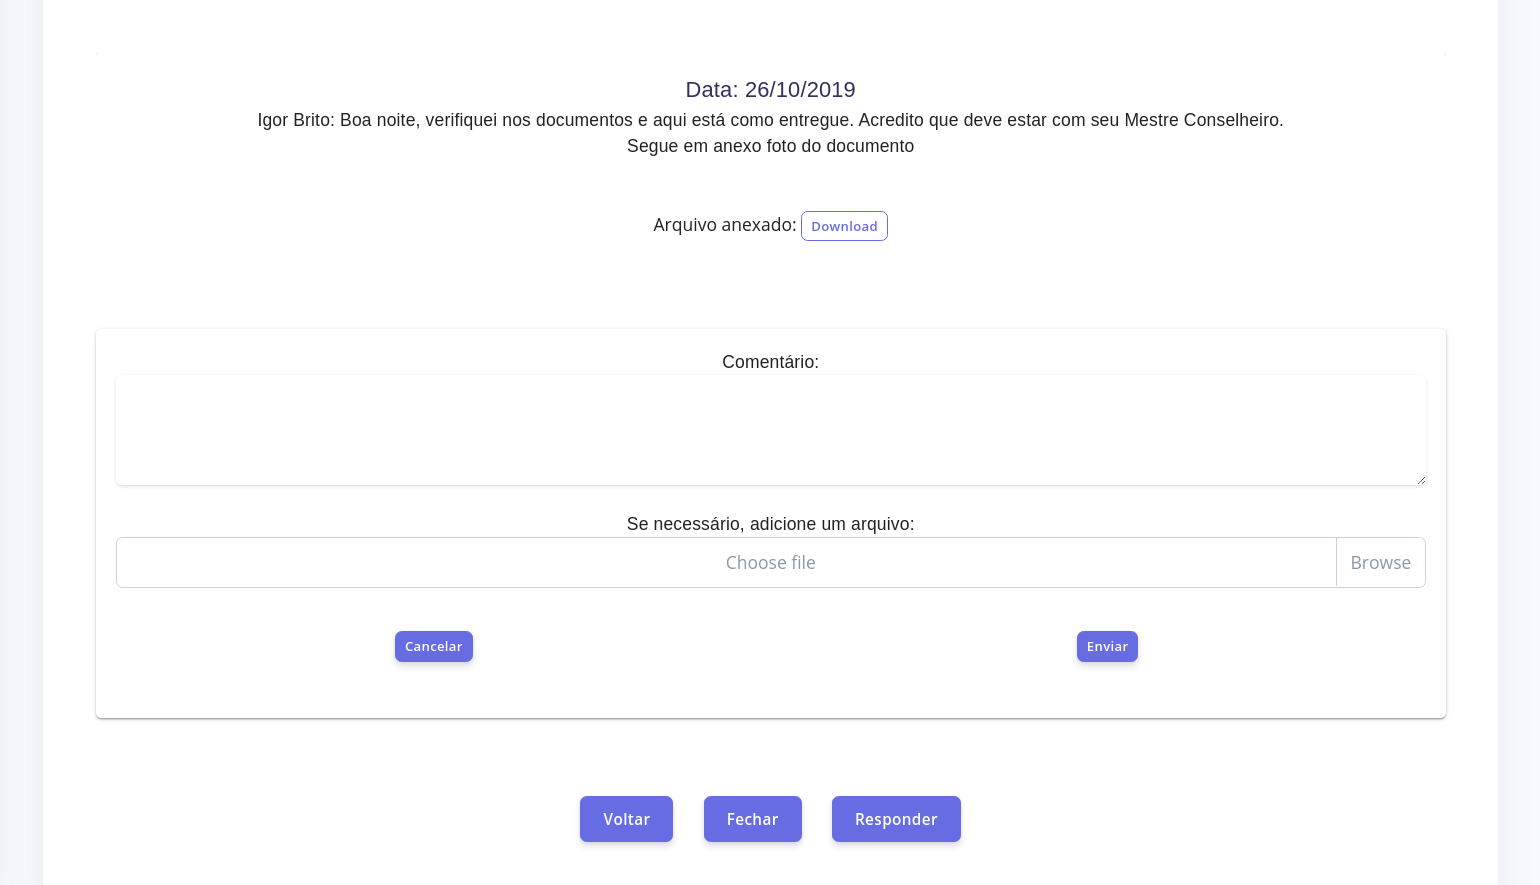 Data: 26/10/2019
Igor Brito: Boa noite, verifiquei nos documentos e aqui está como entregue. Acredito que deve estar com seu Mestre Conselheiro.
Segue em anexo foto do documento
Arquivo anexado: Download
Comentário:
Se necessário, adicione um arquivo:
Choose file Browse
Cancelar Enviar
Voltar Fechar Responder